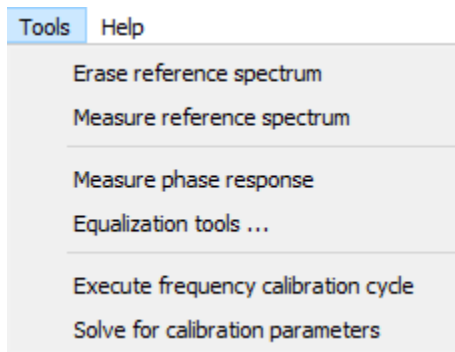 Tools Help
Erase reference spectrum
Measure reference spectrum
Measure phase response
Equalization tools ...
Execute frequency calibration cycle
Solve for calibration parameters